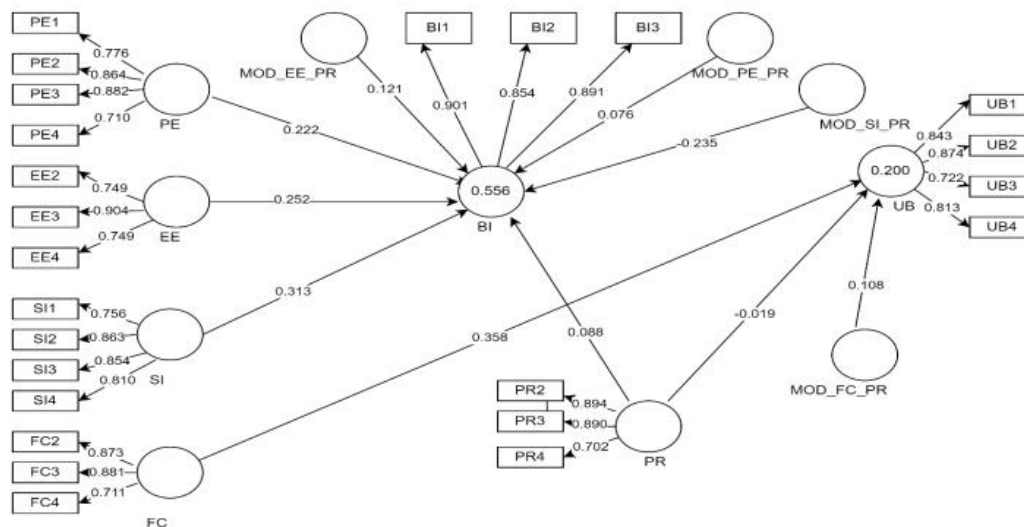 PE1
0.776
PE2
0.864
PE3
0.882
PE4
0.710
PE
MOD_EE_PR
0.121
BI1
BI2
BI3
0.901
0.854
0.891
MOD_PE_PR
0.076
MOD_SI_PR
-0.235
0.222
EE2
0.749
EE3
0.904
EE4
0.749
EE
0.252
0.556
BI
UB1
0.843
UB2
0.874
UB3
0.722
UB4
0.813
0.200
UB
SI1
0.756
SI2
0.863
SI3
0.854
SI4
0.810
SI
0.313
0.358
0.088
-0.019
0.108
MOD_FC_PR
PR2
0.894
PR3
0.890
PR4
0.702
PR
FC2
0.873
FC3
0.881
FC4
0.711
FC